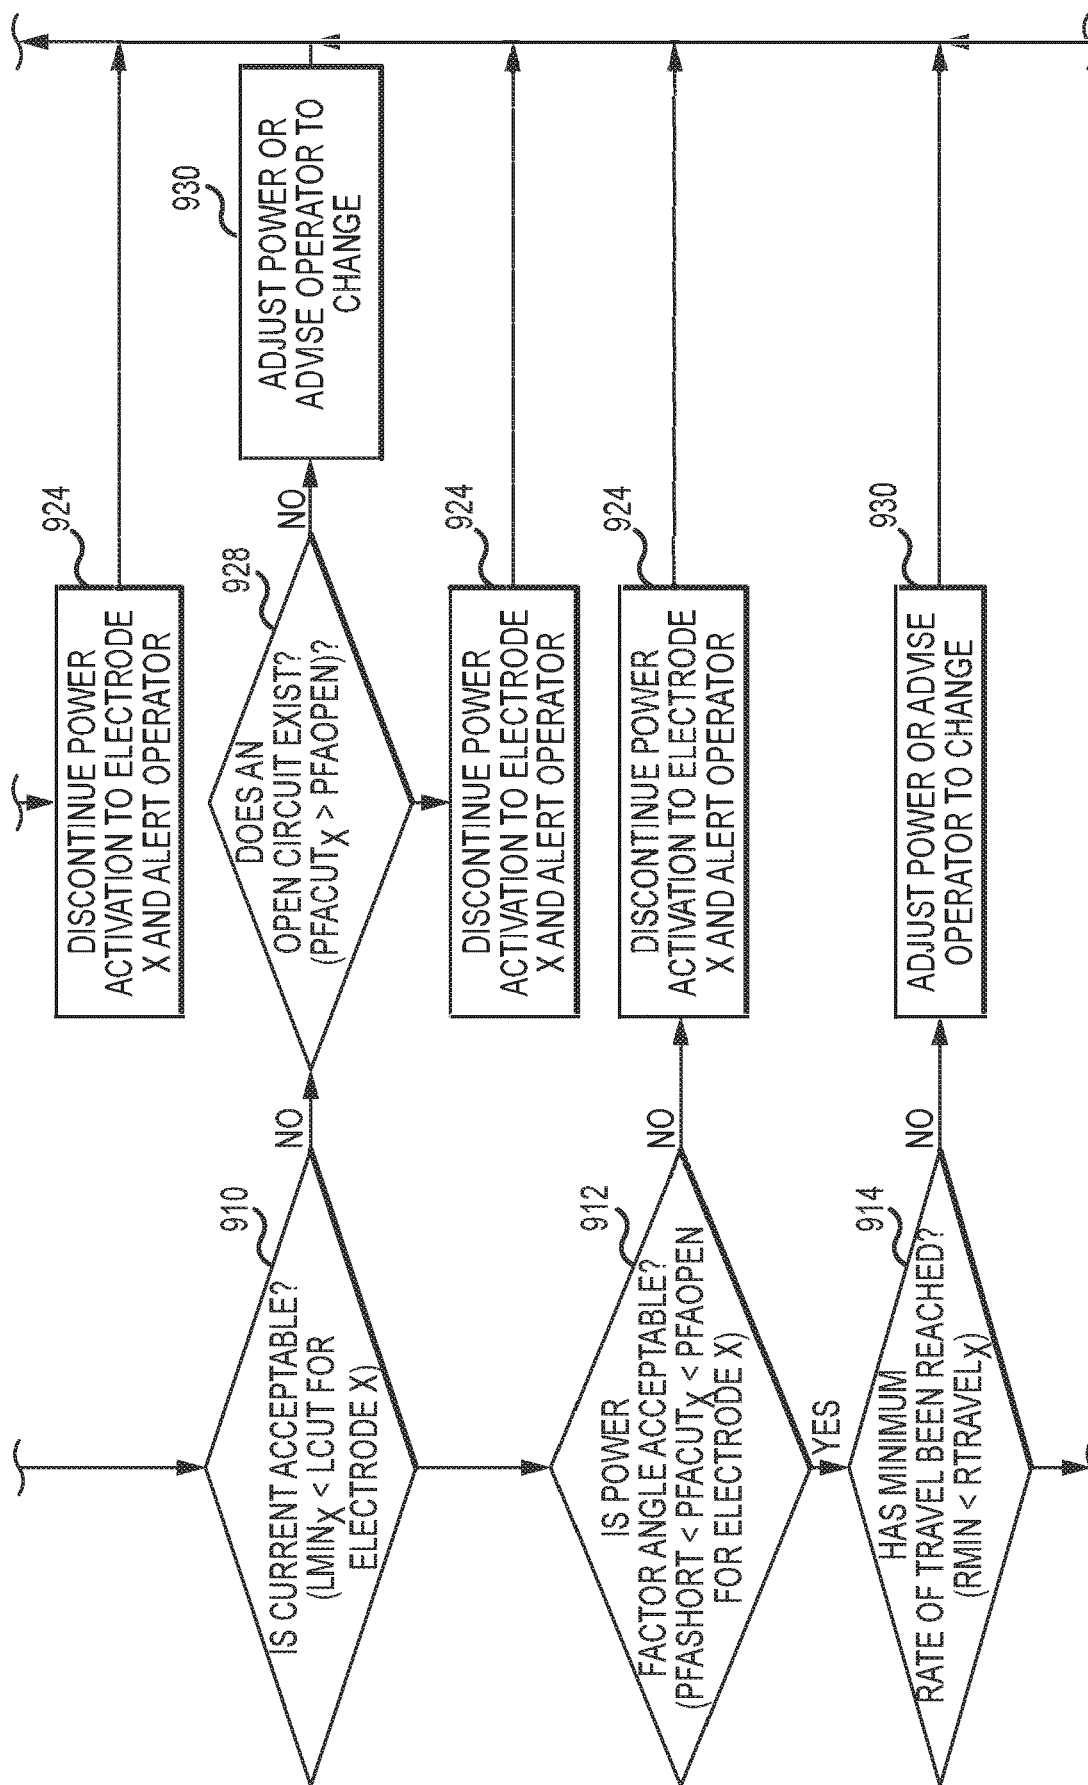 DISCONTINUE POWER
ACTIVATION TO ELECTRODE
X AND ALERT OPERATOR
924
IS CURRENT ACCEPTABLE?
(LMINX < LCUT FOR
ELECTRODE X)
910
NO
DOES AN
OPEN CIRCUIT EXIST?
(PFACUTX > PFAOPEN)?
928
NO
ADJUST POWER OR
ADVISE OPERATOR TO
CHANGE
930
DISCONTINUE POWER
ACTIVATION TO ELECTRODE
X AND ALERT OPERATOR
924
IS POWER
FACTOR ANGLE ACCEPTABLE?
(PFASHORT < PFACUTX < PFAOPEN
FOR ELECTRODE X)
912
NO
DISCONTINUE POWER
ACTIVATION TO ELECTRODE
X AND ALERT OPERATOR
924
YES
HAS MINIMUM
RATE OF TRAVEL BEEN REACHED?
(RMIN < RTRAVELX)
914
NO
ADJUST POWER OR ADVISE
OPERATOR TO CHANGE
930